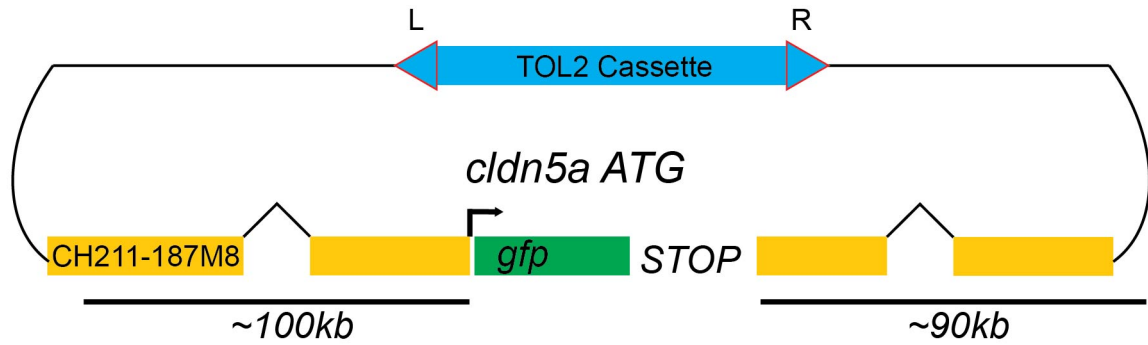 L R
TOL2 Cassette
cldn5a ATG
CH211-187M8 gfp STOP
~100kb ~90kb